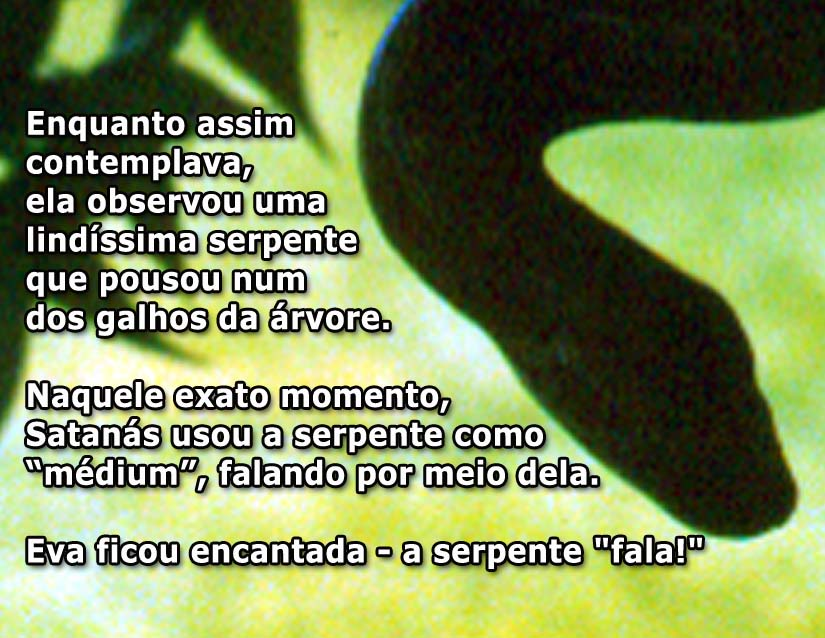 Enquanto assim
contemplava,
ela observou uma
lindíssima serpente
que pousou num
dos galhos da árvore.
Naquele exato momento,
Satanás usou a serpente como
“médium”, falando por meio dela.
Eva ficou encantada - a serpente "fala!"